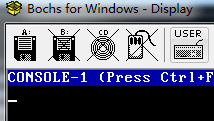 Bochs for Windows - Display
A: B: CD USER
CONSOLE-1 (Press Ctrl+F